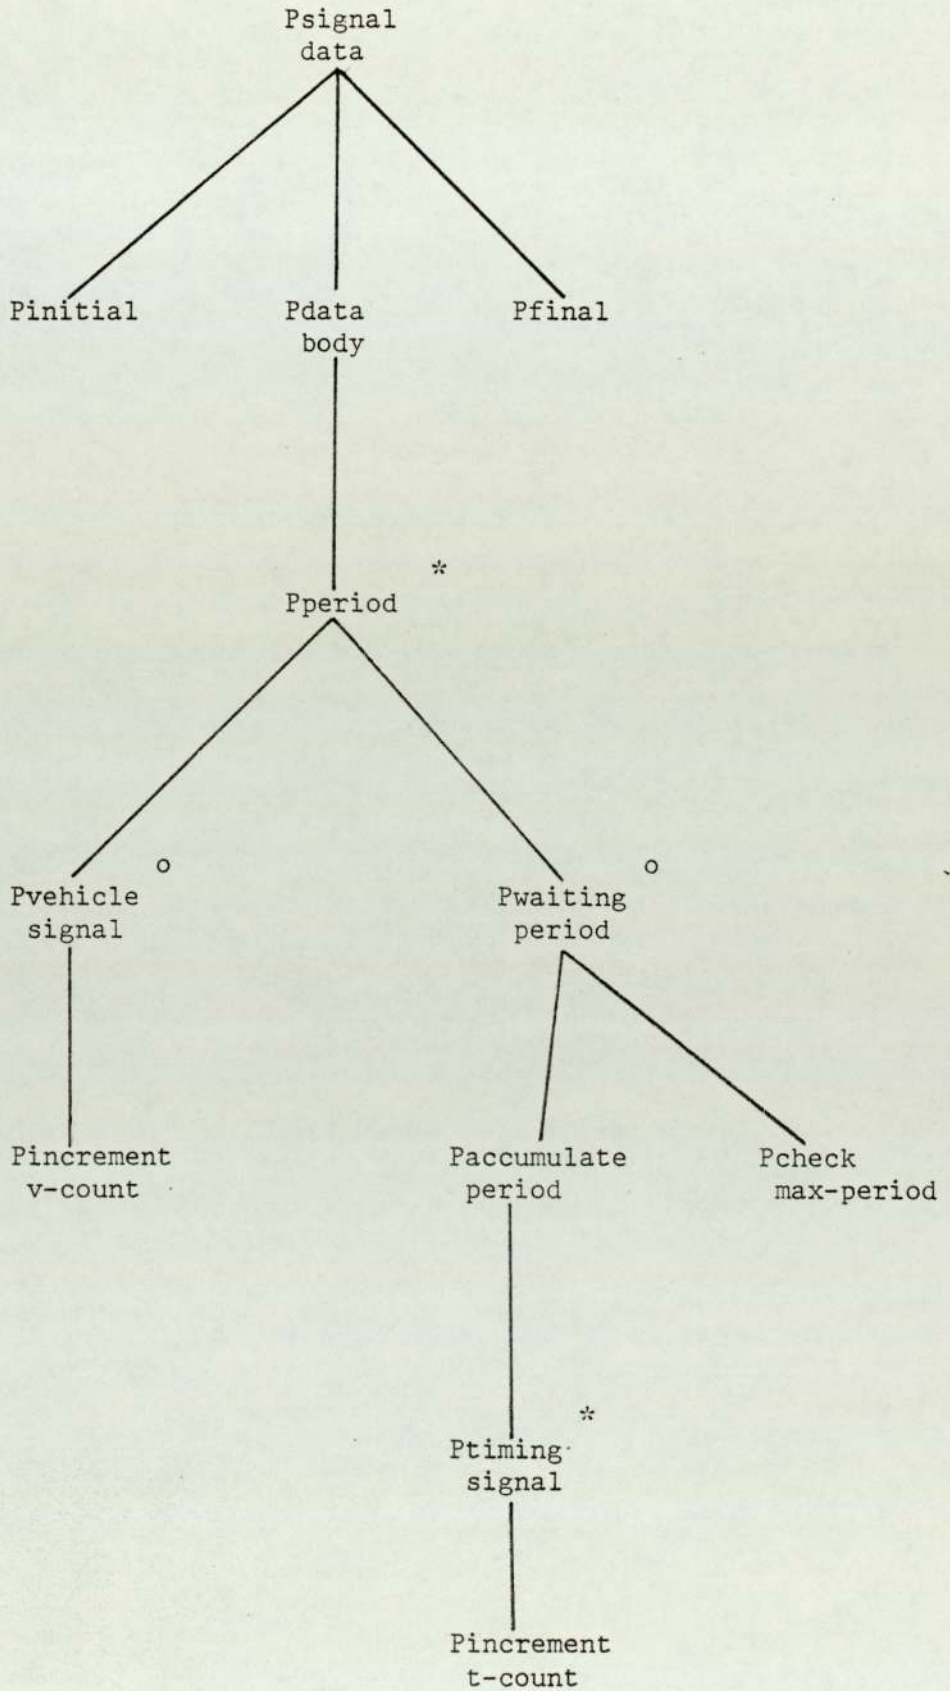 Psignal
data
Pinitial
Pdata
body
Pfinal
*
Pperiod
o
o
Pvehicle
signal
Pwaiting
period
Pincrement
v-count
Paccumulate
period
Pcheck
max-period
*
Ptiming
signal
Pincrement
t-count